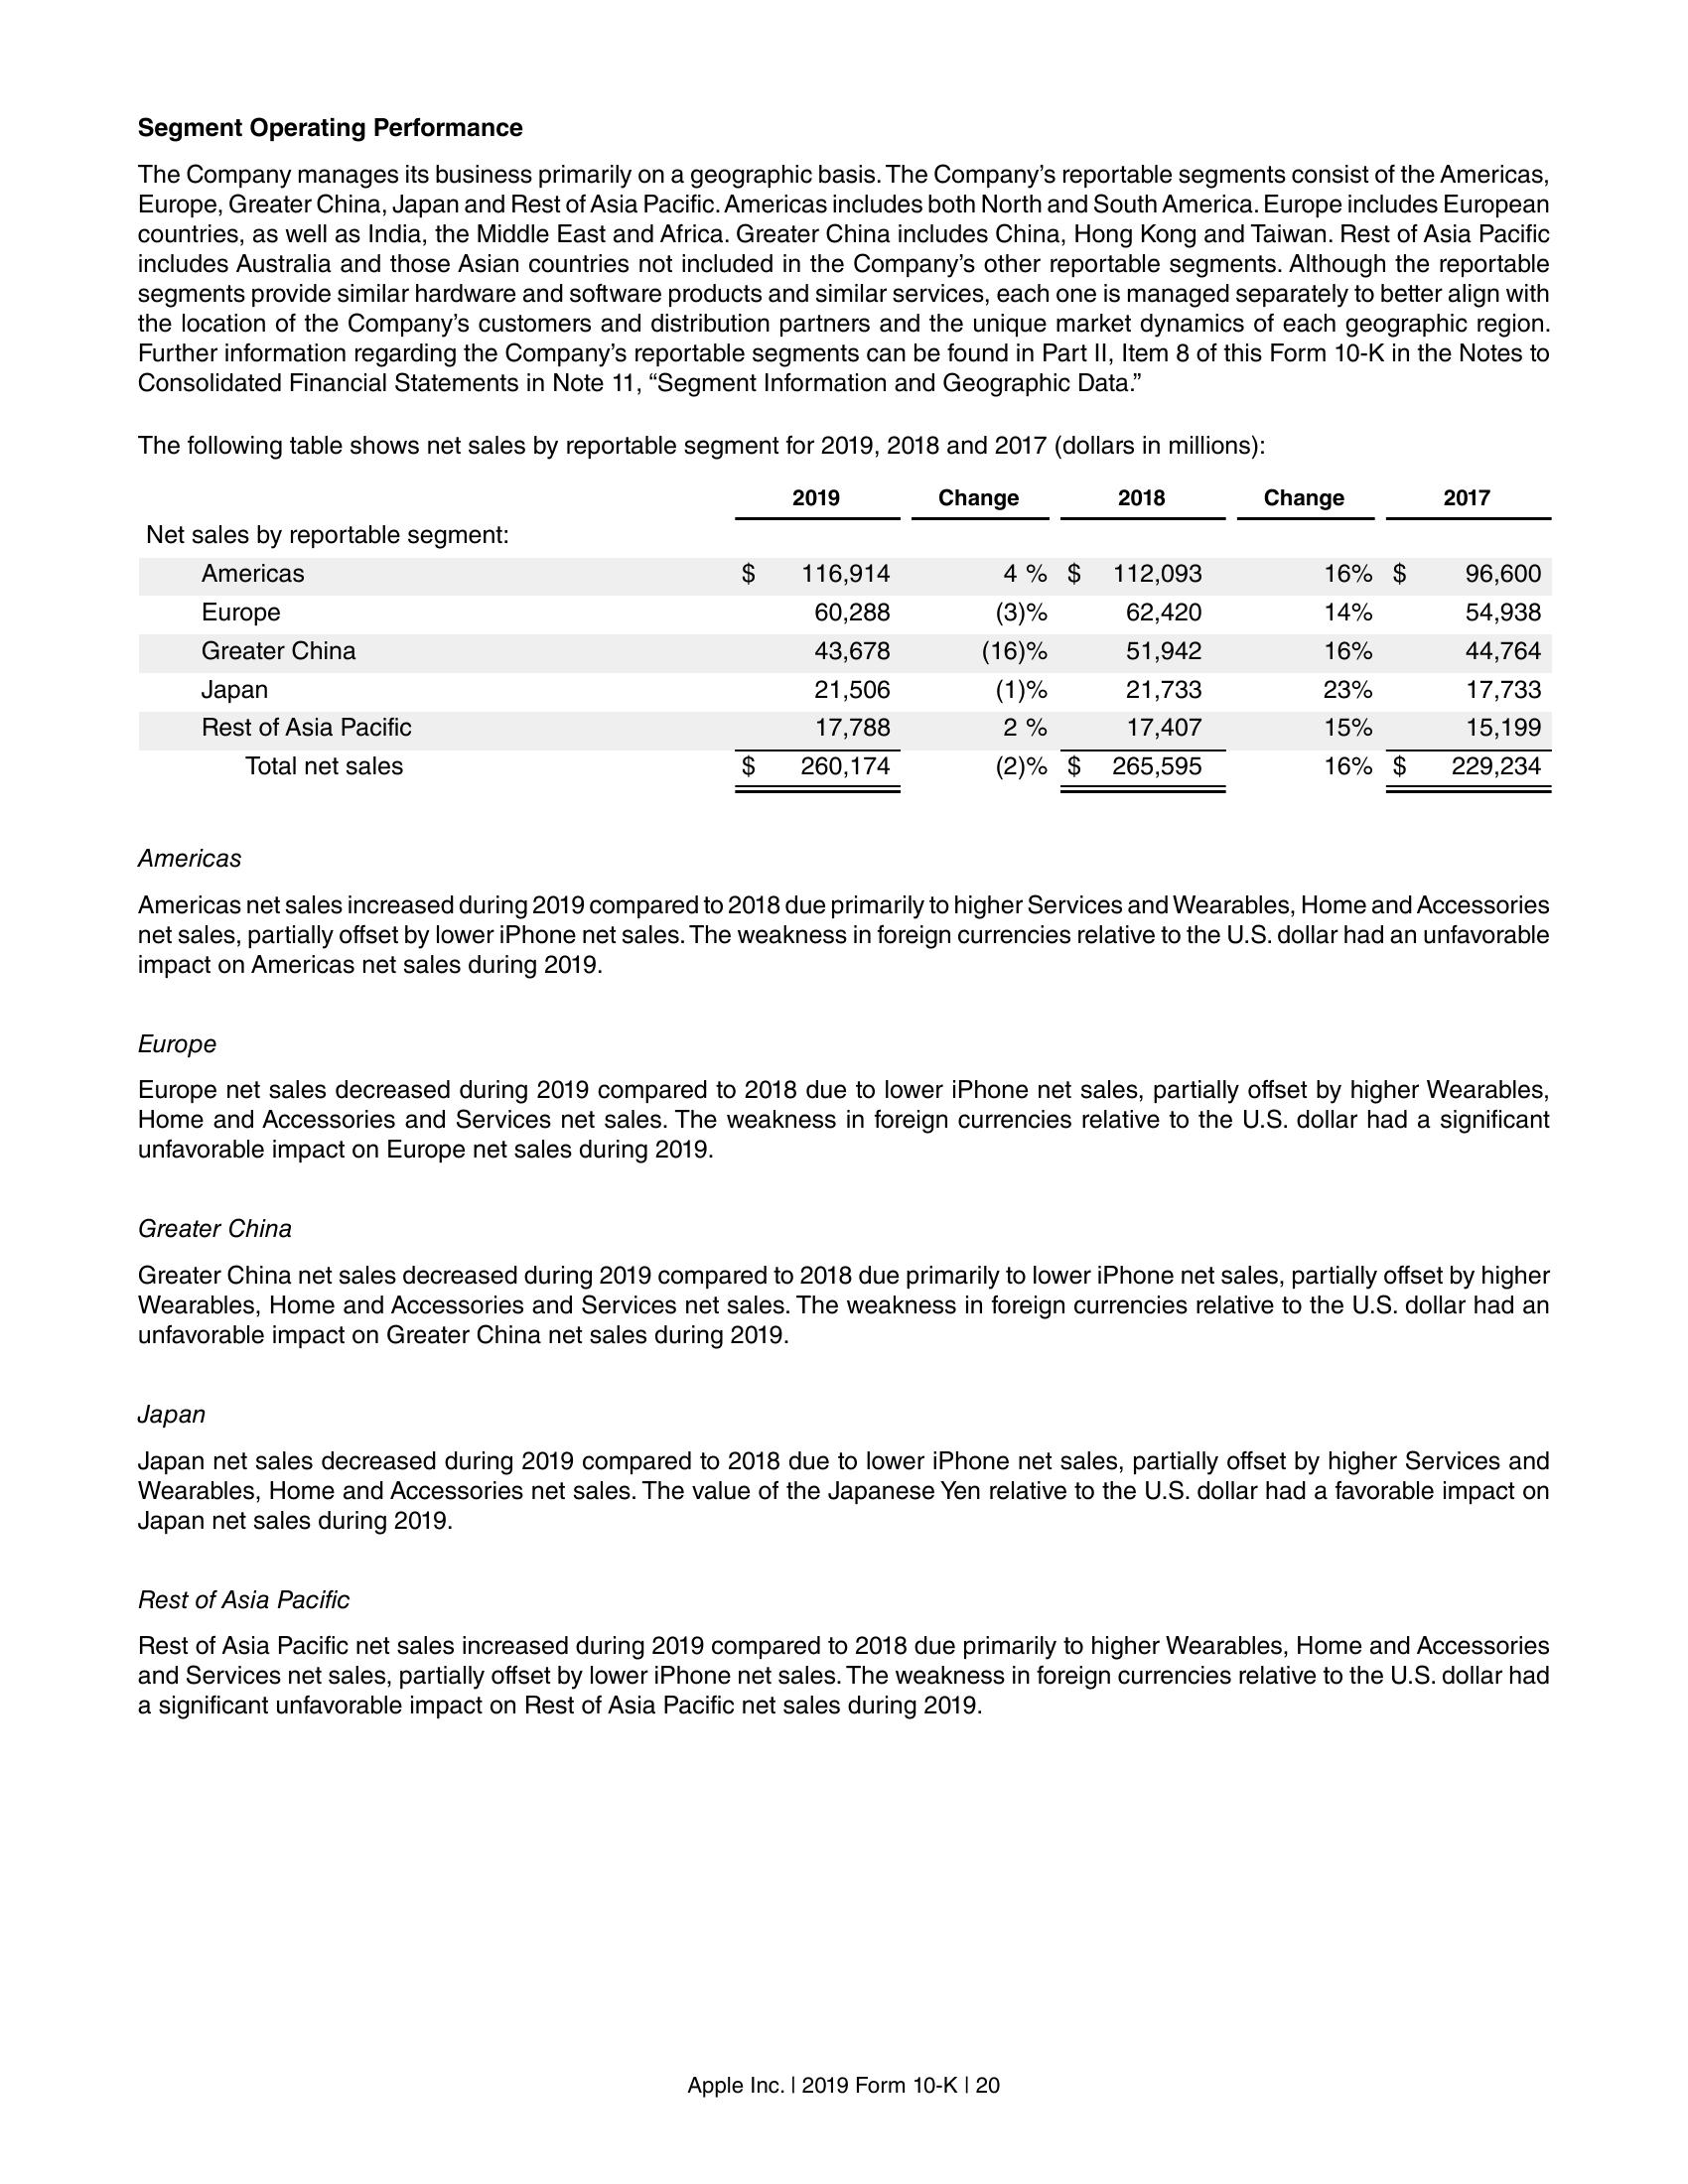 Segment Operating Performance
The Company manages its business primarily on a geographic basis. The Company’s reportable segments consist of the Americas,
Europe, Greater China, Japan and Rest of Asia Pacific. Americas includes both North and South America. Europe includes European
countries, as well as India, the Middle East and Africa. Greater China includes China, Hong Kong and Taiwan. Rest of Asia Pacific
includes Australia and those Asian countries not included in the Company’s other reportable segments. Although the reportable
segments provide similar hardware and software products and similar services, each one is managed separately to better align with
the location of the Company’s customers and distribution partners and the unique market dynamics of each geographic region.
Further information regarding the Company’s reportable segments can be found in Part II, Item 8 of this Form 10-K in the Notes to
Consolidated Financial Statements in Note 11, “Segment Information and Geographic Data.”
The following table shows net sales by reportable segment for 2019, 2018 and 2017 (dollars in millions):
2019 Change 2018 Change 2017
Net sales by reportable segment:
Americas $ 116,914 4 % $ 112,093 16% $ 96,600
Europe 60,288 (3)% 62,420 14% 54,938
Greater China 43,678 (16)% 51,942 16% 44,764
Japan 21,506 (1)% 21,733 23% 17,733
Rest of Asia Pacific 17,788 2 % 17,407 15% 15,199
Total net sales $ 260,174 (2)% $ 265,595 16% $ 229,234
Americas
Americas net sales increased during 2019 compared to 2018 due primarily to higher Services and Wearables, Home and Accessories
net sales, partially offset by lower iPhone net sales. The weakness in foreign currencies relative to the U.S. dollar had an unfavorable
impact on Americas net sales during 2019.
Europe
Europe net sales decreased during 2019 compared to 2018 due to lower iPhone net sales, partially offset by higher Wearables,
Home and Accessories and Services net sales. The weakness in foreign currencies relative to the U.S. dollar had a significant
unfavorable impact on Europe net sales during 2019.
Greater China
Greater China net sales decreased during 2019 compared to 2018 due primarily to lower iPhone net sales, partially offset by higher
Wearables, Home and Accessories and Services net sales. The weakness in foreign currencies relative to the U.S. dollar had an
unfavorable impact on Greater China net sales during 2019.
Japan
Japan net sales decreased during 2019 compared to 2018 due to lower iPhone net sales, partially offset by higher Services and
Wearables, Home and Accessories net sales. The value of the Japanese Yen relative to the U.S. dollar had a favorable impact on
Japan net sales during 2019.
Rest of Asia Pacific
Rest of Asia Pacific net sales increased during 2019 compared to 2018 due primarily to higher Wearables, Home and Accessories
and Services net sales, partially offset by lower iPhone net sales. The weakness in foreign currencies relative to the U.S. dollar had
a significant unfavorable impact on Rest of Asia Pacific net sales during 2019.
Apple Inc. | 2019 Form 10-K | 20